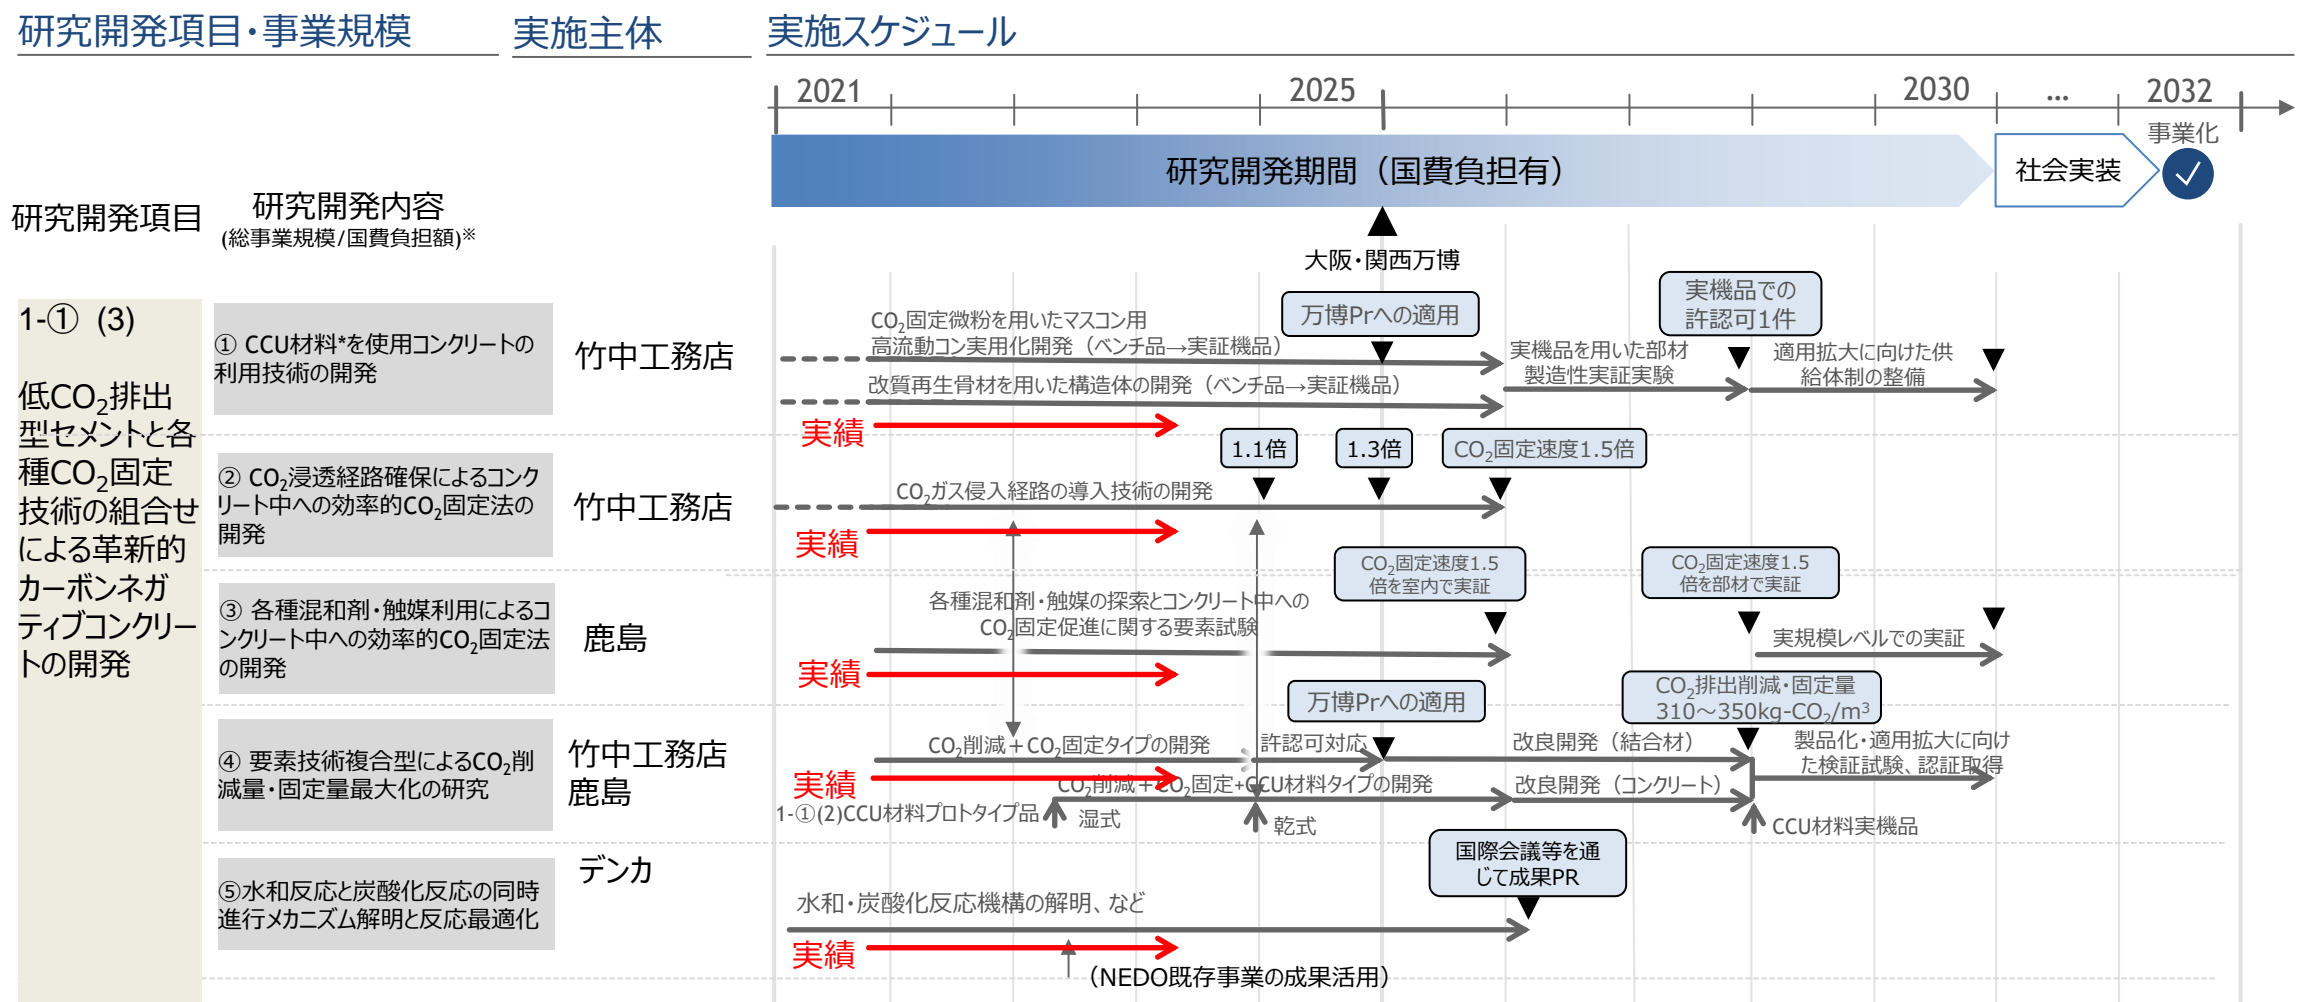 研究開発項目・事業規模
実施主体
実施スケジュール
2021
2025
2030
...
2032
事業化
研究開発期間（国費負担有）
社会実装
研究開発項目
研究開発内容
(総事業規模/国費負担額)※
大阪・関西万博
1-① (3)
低CO2排出
型セメントと各
種CO2固定
技術の組合せ
による革新的
カーボンネガ
ティブコンクリー
トの開発
① CCU材料*を使用コンクリートの
利用技術の開発
竹中工務店
CO2固定微粉を用いたマスコン用
高流動コン実用化開発（ベンチ品→実証機品）
万博Prへの適用
実機品での
許認可1件
改質再生骨材を用いた構造体の開発（ベンチ品→実証機品）
実機品を用いた部材
製造性実証実験
適用拡大に向けた供
給体制の整備
実績
② CO2浸透経路確保によるコンク
リート中への効率的CO2固定法の
開発
竹中工務店
1.1倍
1.3倍
CO2固定速度1.5倍
CO2ガス侵入経路の導入技術の開発
実績
③ 各種混和剤・触媒利用によるコ
ンクリート中への効率的CO2固定法
の開発
鹿島
CO2固定速度1.5
倍を室内で実証
CO2固定速度1.5
倍を部材で実証
各種混和剤・触媒の探索とコンクリート中への
CO2固定促進に関する要素試験
実規模レベルでの実証
実績
④ 要素技術複合型によるCO2削
減量・固定量最大化の研究
竹中工務店
鹿島
万博Prへの適用
CO2排出削減・固定量
310～350kg-CO2/m3
CO2削減＋CO2固定タイプの開発
許認可対応
改良開発（結合材）
製品化・適用拡大に向け
た検証試験、認証取得
実績
CO2削減＋CO2固定+CCU材料タイプの開発
改良開発（コンクリート）
1-①(2)CCU材料プロトタイプ品
湿式
乾式
CCU材料実機品
⑤水和反応と炭酸化反応の同時
進行メカニズム解明と反応最適化
デンカ
国際会議等を通
じて成果PR
水和・炭酸化反応機構の解明、など
実績
（NEDO既存事業の成果活用）